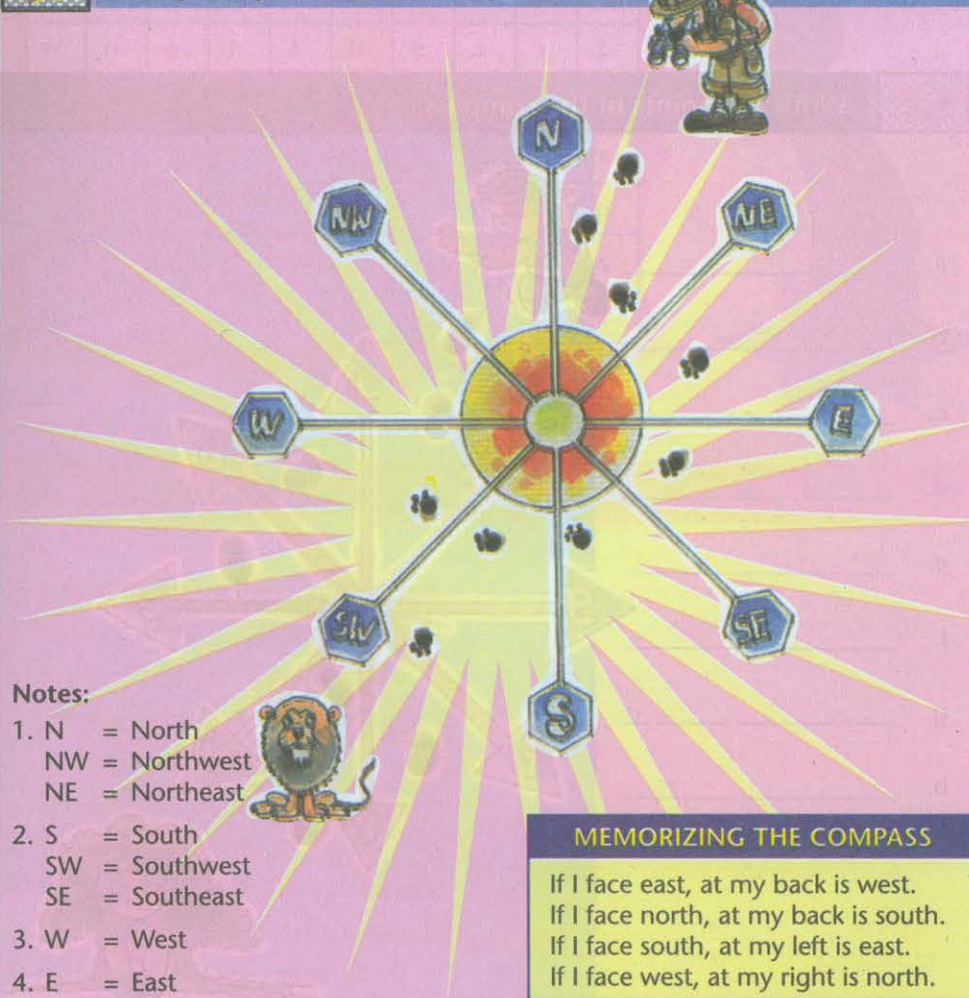 N
NW
NE
W
E
SW
SE
S
Notes:
1. N = North
NW = Northwest
NE = Northeast
2. S = South
SW = Southwest
SE = Southeast
3. W = West
4. E = East
MEMORIZING THE COMPASS
If I face east, at my back is west.
If I face north, at my back is south.
If I face south, at my left is east.
If I face west, at my right is north.